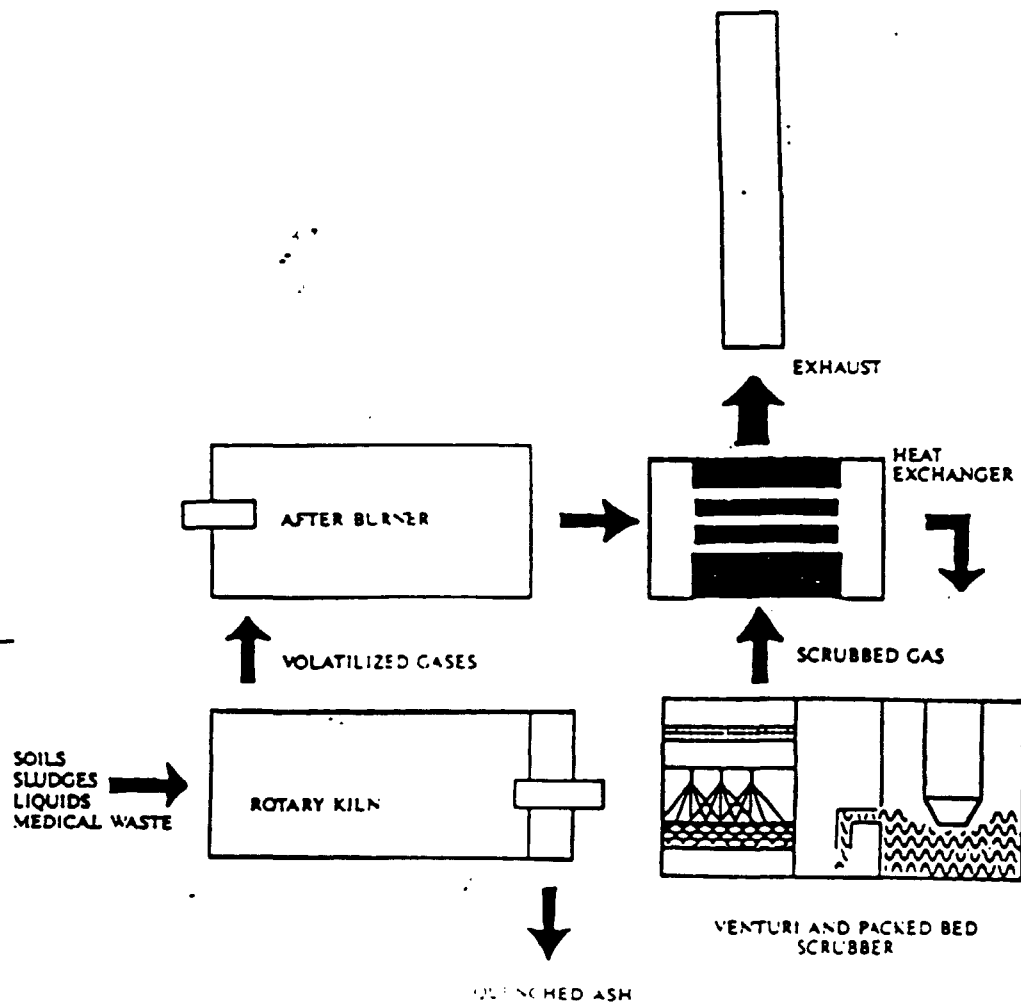 EXHAUST
HEAT
EXCHANGER
AFTER BURNER
VOLATILIZED GASES
SCRUBBED GAS
SOILS
SLUDGES
LIQUIDS
MEDICAL WASTE
ROTARY KILN
VENTURI AND PACKED BED
SCRUBBER
QUENCHED ASH